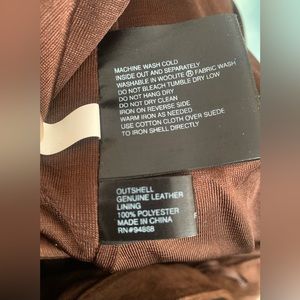 MACHINE WASH COLD
INSIDE OUT AND SEPARATELY
WASHABLE IN WOOLITE ® FABRIC WASH
DO NOT BLEACH TUMBLE DRY LOW
DO NOT HANG DRY
DO NOT DRY CLEAN
IRON ON REVERSE SIDE
WARM IRON AS NEEDED
USE COTTON CLOTH OVER SUEDE
TO IRON SHELL DIRECTLY
OUTSHELL
GENUINE LEATHER
LINING
100% POLYESTER
MADE IN CHINA
RN#94868